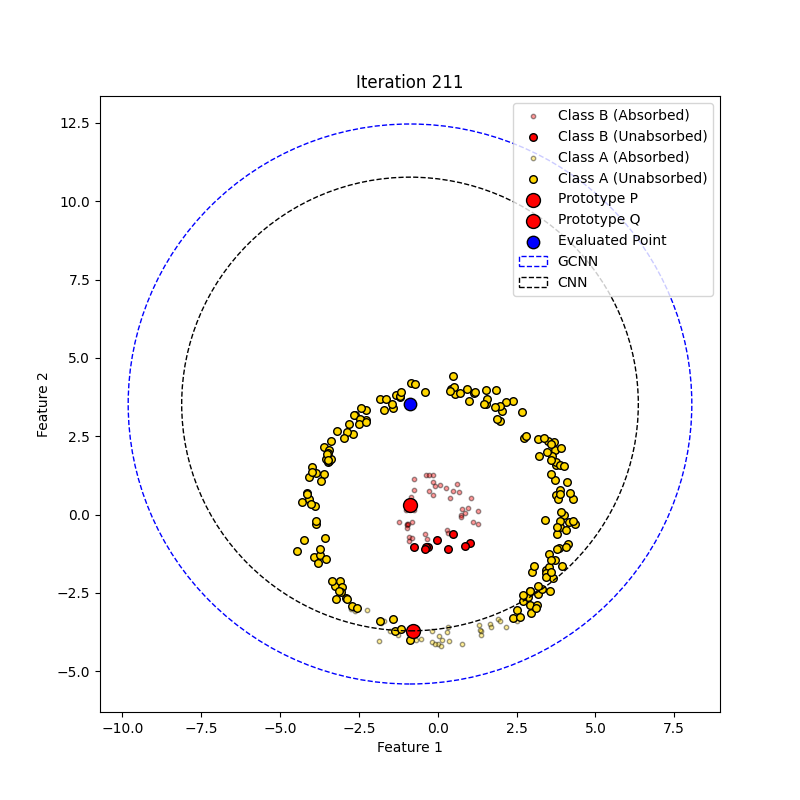 Iteration 211
Class B (Absorbed)
Class B (Unabsorbed)
Class A (Absorbed)
Class A (Unabsorbed)
Prototype P
Prototype Q
Evaluated Point
GCNN
CNN
12.5
10.0
7.5
5.0
2.5
0.0
−2.5
−5.0
Feature 2
−10.0 −7.5 −5.0 −2.5 0.0 2.5 5.0 7.5
Feature 1